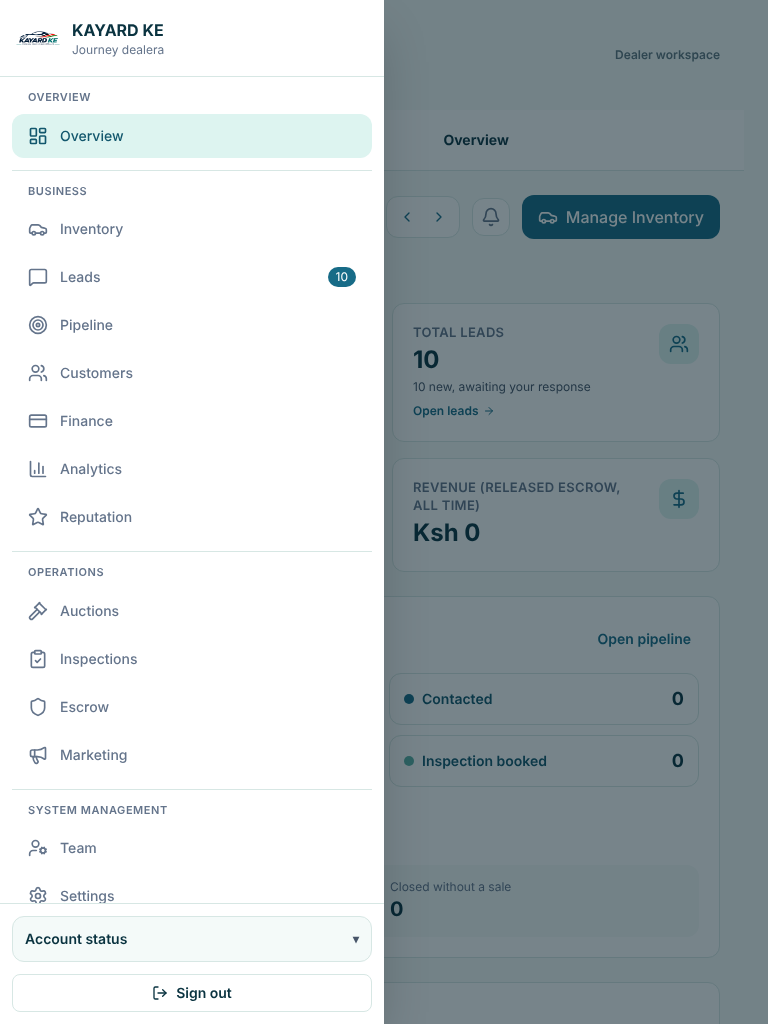 KAYARD KE
KAYARD KE
Journey dealera
OVERVIEW
Overview
BUSINESS
Inventory
Leads
10
Pipeline
Customers
Finance
Analytics
Reputation
OPERATIONS
Auctions
Inspections
Escrow
Marketing
SYSTEM MANAGEMENT
Team
Settings
Account status
Sign out
Dealer workspace
Overview
Manage Inventory
TOTAL LEADS
10
10 new, awaiting your response
Open leads →
REVENUE (RELEASED ESCROW,
ALL TIME)
Ksh 0
Open pipeline
Contacted
0
Inspection booked
0
Closed without a sale
0